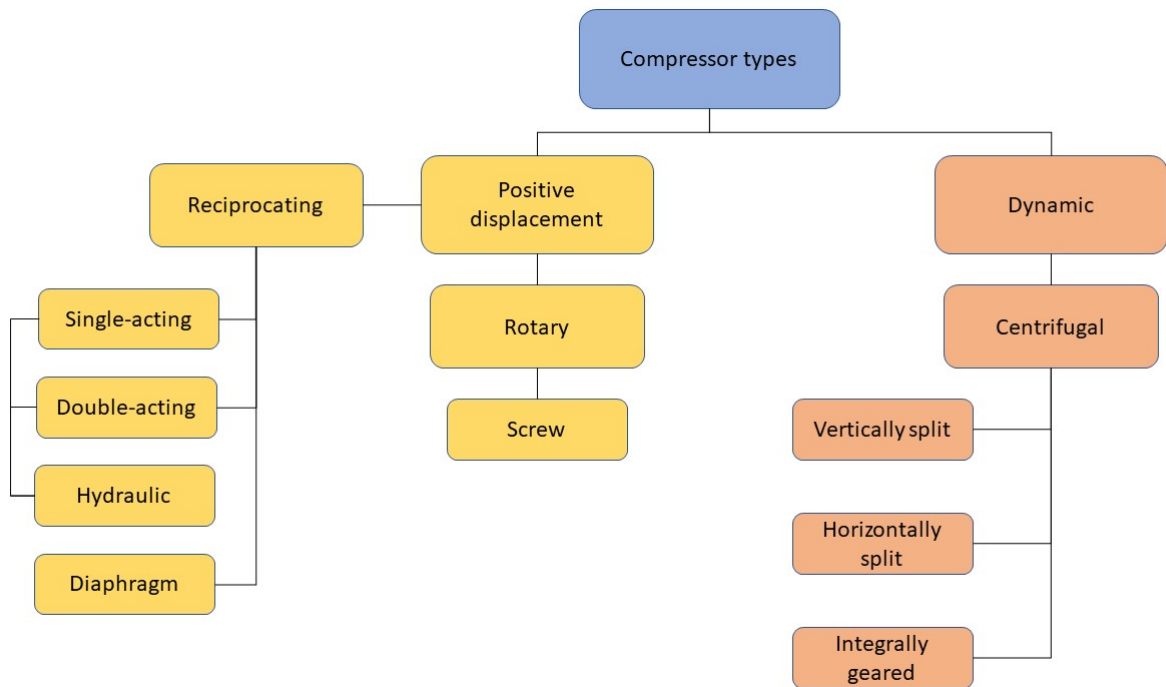 Compressor types
Reciprocating
Positive
displacement
Dynamic
Single-acting
Rotary
Centrifugal
Double-acting
Screw
Vertically split
Hydraulic
Horizontally
split
Diaphragm
Integrally
geared